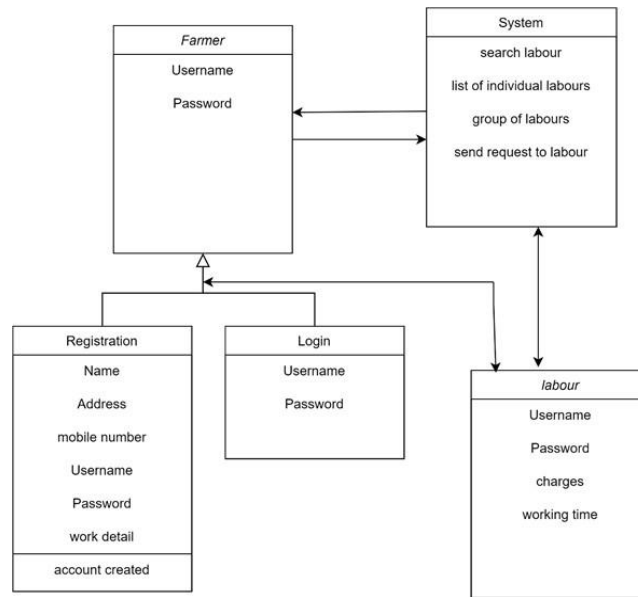 Farmer
Username
Password
System
search labour
list of individual labours
group of labours
send request to labour
Registration
Name
Address
mobile number
Username
Password
work detail
account created
Login
Username
Password
labour
Username
Password
charges
working time